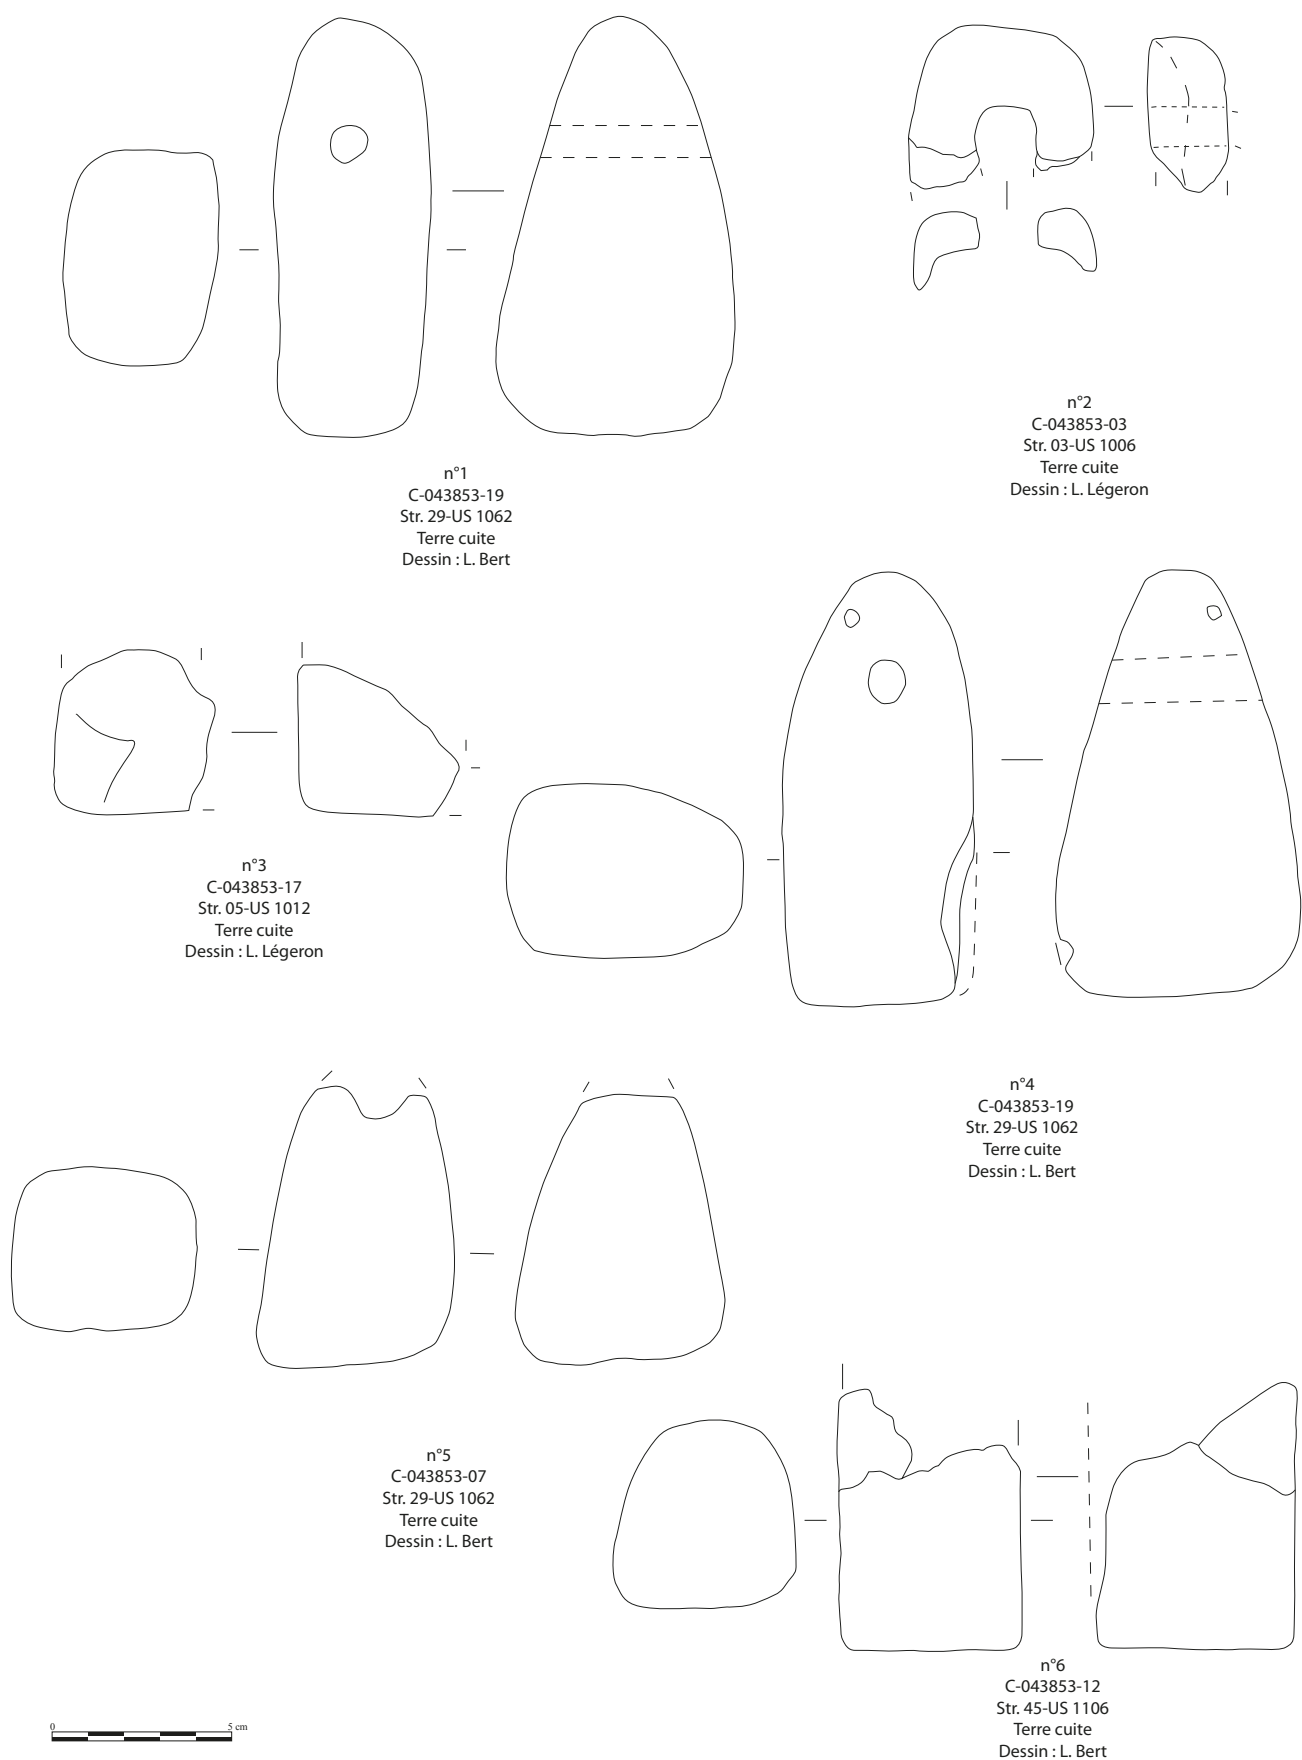 n°1
C-043853-19
Str. 29-US 1062
Terre cuite
Dessin : L. Bert
n°2
C-043853-03
Str. 03-US 1006
Terre cuite
Dessin : L. Légeron
n°3
C-043853-17
Str. 05-US 1012
Terre cuite
Dessin : L. Légeron
n°4
C-043853-19
Str. 29-US 1062
Terre cuite
Dessin : L. Bert
n°5
C-043853-07
Str. 29-US 1062
Terre cuite
Dessin : L. Bert
n°6
C-043853-12
Str. 45-US 1106
Terre cuite
Dessin : L. Bert
0 5 cm